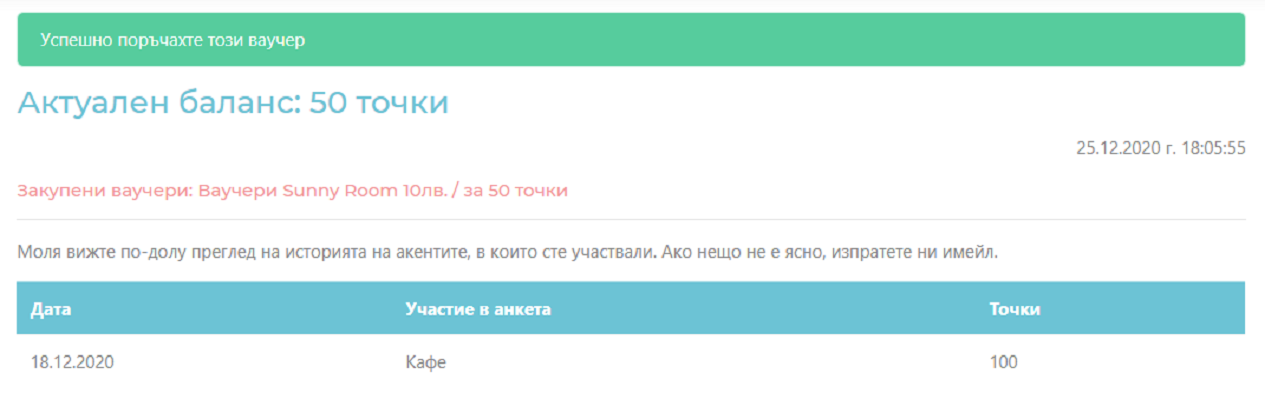 Успешно поръчахте този ваучер
Актуален баланс: 50 точки
25.12.2020 г. 18:05:55
Закупени ваучери: Ваучери Sunny Room 10лв. / за 50 точки
Моля вижте по-долу преглед на историята на акентите, в които сте участвали. Ако нещо не е ясно, изпратете ни имейл.
Дата Участие в анкета Точки
18.12.2020 Кафе 100